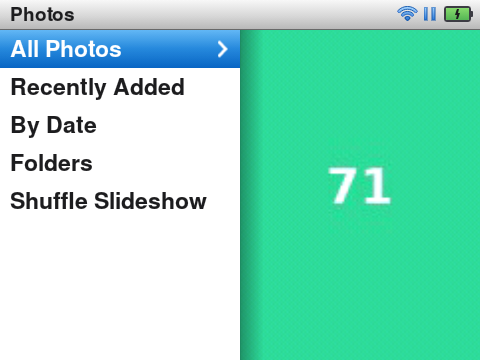 Photos
All Photos
Recently Added
By Date
Folders
Shuffle Slideshow
71